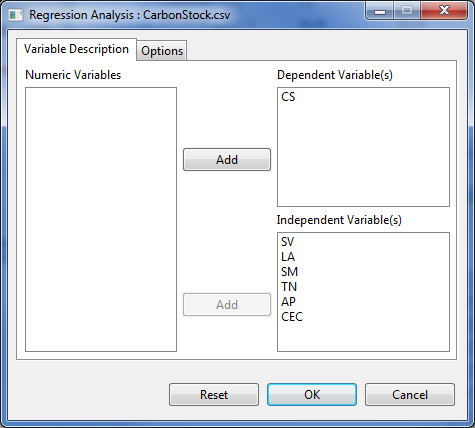 Regression Analysis : CarbonStock.csv
Variable Description
Options
Numeric Variables
Dependent Variable(s)
CS
Add
Independent Variable(s)
SV
LA
SM
TN
AP
CEC
Add
Reset
OK
Cancel